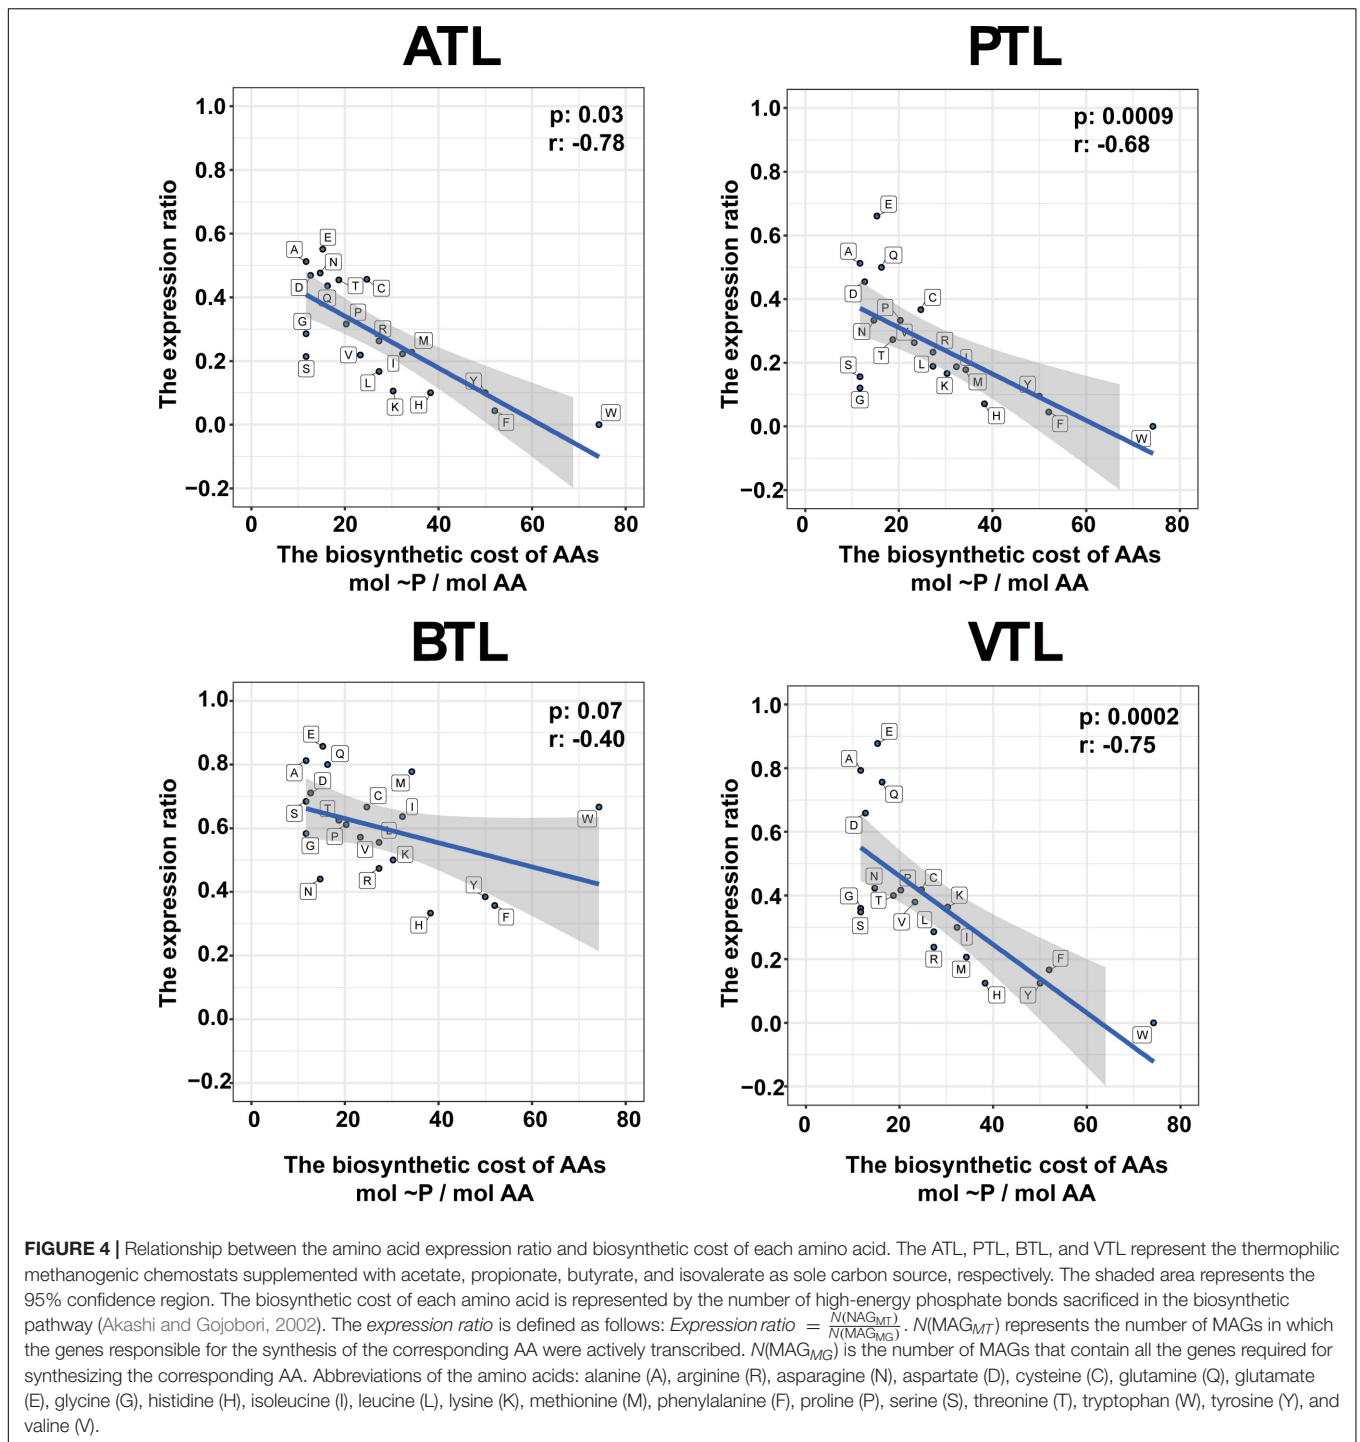 ATL
p: 0.03
r: -0.78
The expression ratio
1.0
0.8
0.6
0.4
0.2
0.0
−0.2
A
E
N
D
T
C
Q
P
G
R
M
V
I
S
L
K
H
Y
F
W
0 20 40 60 80
The biosynthetic cost of AAs
mol ~P / mol AA
PTL
p: 0.0009
r: -0.68
The expression ratio
1.0
0.8
0.6
0.4
0.2
0.0
−0.2
E
A
Q
D
C
P
N
V
R
T
I
S
L
K
M
G
Y
H
F
W
0 20 40 60 80
The biosynthetic cost of AAs
mol ~P / mol AA
BTL
p: 0.07
r: -0.40
The expression ratio
1.0
0.8
0.6
0.4
0.2
0.0
−0.2
E
Q
A
D
M
C
S
T
I
W
P
L
G
V
K
R
N
Y
H
F
0 20 40 60 80
The biosynthetic cost of AAs
mol ~P / mol AA
VTL
p: 0.0002
r: -0.75
The expression ratio
1.0
0.8
0.6
0.4
0.2
0.0
−0.2
E
A
Q
D
N
P
C
G
T
K
S
V
L
I
R
M
F
H
Y
W
0 20 40 60 80
The biosynthetic cost of AAs
mol ~P / mol AA
FIGURE 4 | Relationship between the amino acid expression ratio and biosynthetic cost of each amino acid. The ATL, PTL, BTL, and VTL represent the thermophilic
methanogenic chemostats supplemented with acetate, propionate, butyrate, and isovalerate as sole carbon source, respectively. The shaded area represents the
95% confidence region. The biosynthetic cost of each amino acid is represented by the number of high-energy phosphate bonds sacrificed in the biosynthetic
pathway (Akashi and Gojobori, 2002). The expression ratio is defined as follows: Expression ratio = N(NAG_MT)/N(MAG_MG). N(MAG_MT) represents the number of MAGs in which
the genes responsible for the synthesis of the corresponding AA were actively transcribed. N(MAG_MG) is the number of MAGs that contain all the genes required for
synthesizing the corresponding AA. Abbreviations of the amino acids: alanine (A), arginine (R), asparagine (N), aspartate (D), cysteine (C), glutamine (Q), glutamate
(E), glycine (G), histidine (H), isoleucine (I), leucine (L), lysine (K), methionine (M), phenylalanine (F), proline (P), serine (S), threonine (T), tryptophan (W), tyrosine (Y), and
valine (V).